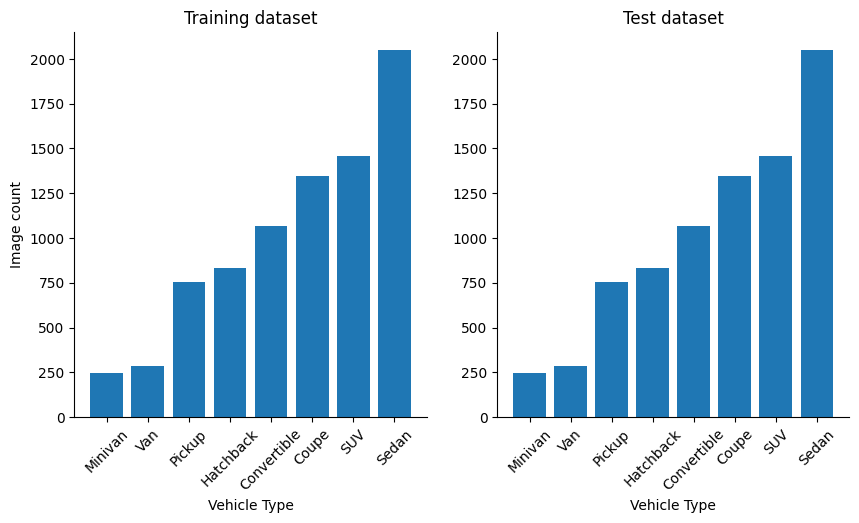 Training dataset
Image count
2000
1750
1500
1250
1000
750
500
250
0
Minivan
Van
Pickup
Hatchback
Convertible
Coupe
SUV
Sedan
Vehicle Type
Test dataset
2000
1750
1500
1250
1000
750
500
250
0
Minivan
Van
Pickup
Hatchback
Convertible
Coupe
SUV
Sedan
Vehicle Type